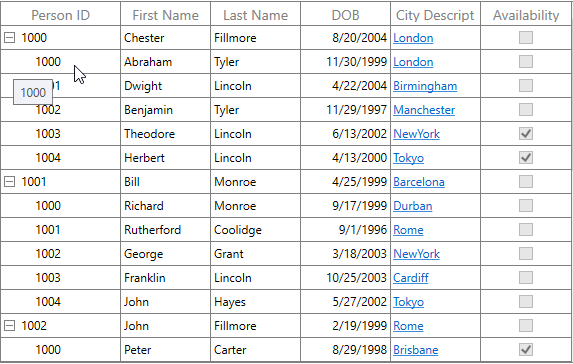 Person ID First Name Last Name DOB City Descript Availability
1000 Chester Fillmore 8/20/2004 London
1000 Abraham Tyler 11/30/1999 London
01 Dwight Lincoln 4/22/2004 Birmingham
1000
1002 Benjamin Tyler 11/29/1997 Manchester
1003 Theodore Lincoln 6/13/2002 NewYork
1004 Herbert Lincoln 4/13/2000 Tokyo
1001 Bill Monroe 4/25/1999 Barcelona
1000 Richard Monroe 9/17/1999 Durban
1001 Rutherford Coolidge 9/1/1996 Rome
1002 George Grant 3/18/2003 NewYork
1003 Franklin Lincoln 10/25/2003 Cardiff
1004 John Hayes 5/27/2002 Tokyo
1002 John Fillmore 2/19/1999 Rome
1000 Peter Carter 8/29/1998 Brisbane